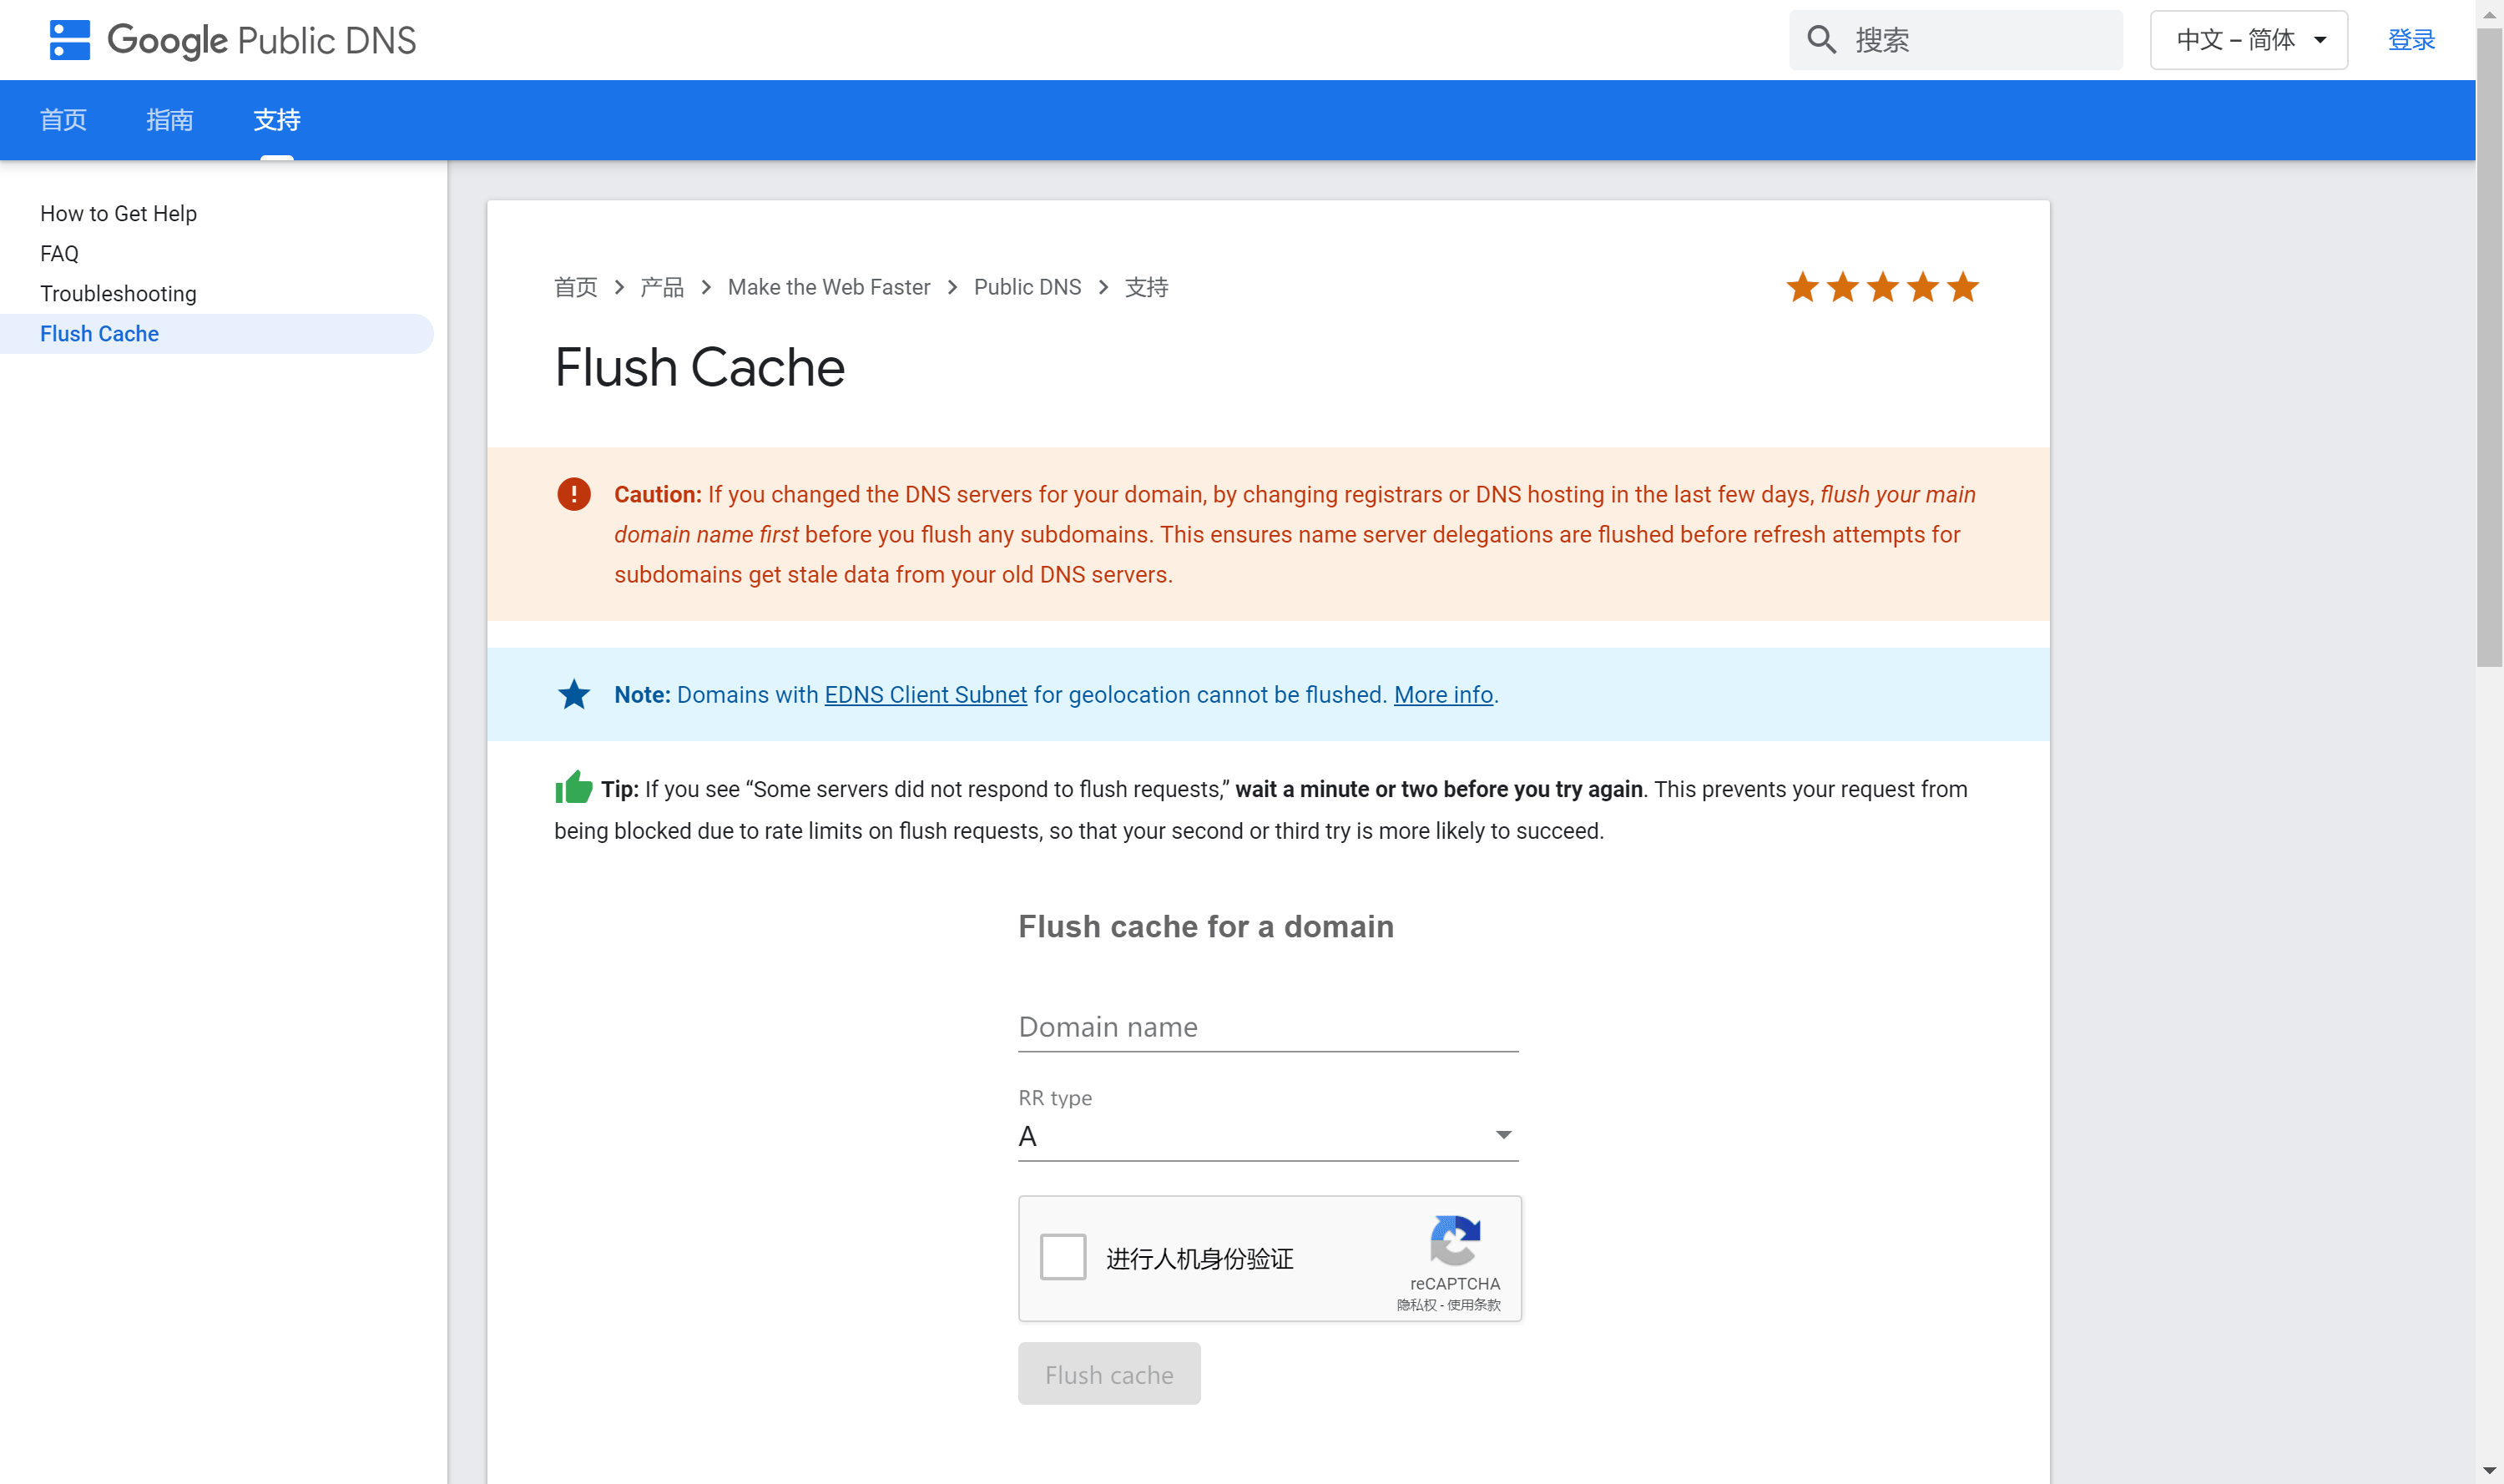 Google Public DNS
搜索
中文 – 简体
登录
首页
指南
支持
How to Get Help
FAQ
Troubleshooting
Flush Cache
首页 > 产品 > Make the Web Faster > Public DNS > 支持
Flush Cache
Caution: If you changed the DNS servers for your domain, by changing registrars or DNS hosting in the last few days, flush your main
domain name first before you flush any subdomains. This ensures name server delegations are flushed before refresh attempts for
subdomains get stale data from your old DNS servers.
Note: Domains with EDNS Client Subnet for geolocation cannot be flushed. More info.
Tip: If you see “Some servers did not respond to flush requests,” wait a minute or two before you try again. This prevents your request from
being blocked due to rate limits on flush requests, so that your second or third try is more likely to succeed.
Flush cache for a domain
Domain name
RR type
A
进行人机身份验证
reCAPTCHA
隐私权 - 使用条款
Flush cache